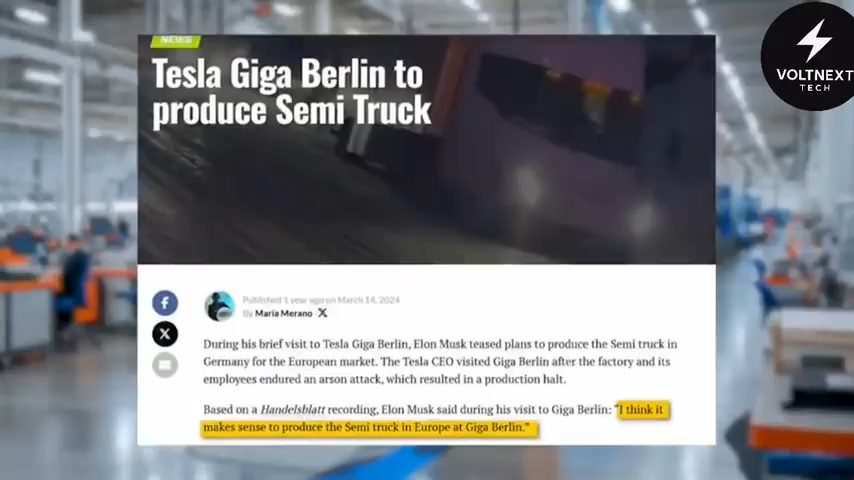 NEWS
VOLTNEXT
TECH
Tesla Giga Berlin to
produce Semi Truck
Published 1 year ago on March 14, 2024
By Maria Merano X
During his brief visit to Tesla Giga Berlin, Elon Musk teased plans to produce the Semi truck in
Germany for the European market. The Tesla CEO visited Giga Berlin after the factory and its
employees endured an arson attack, which resulted in a production halt.
Based on a Handelsblatt recording, Elon Musk said during his visit to Giga Berlin: “I think it
makes sense to produce the Semi truck in Europe at Giga Berlin.”